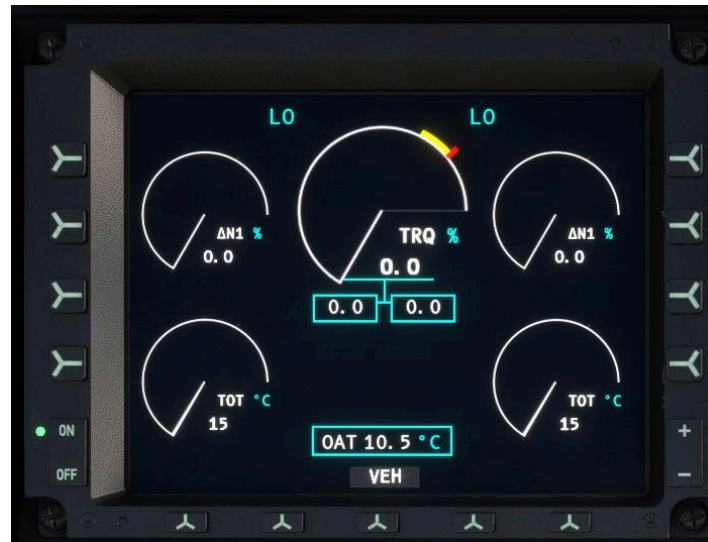 LO LO
ΔN1 %
0.0
TRQ %
0.0
0.0 0.0
ΔN1 %
0.0
TOT °C
15
TOT °C
15
ON
OFF
OAT 10.5 °C
VEH
+
−